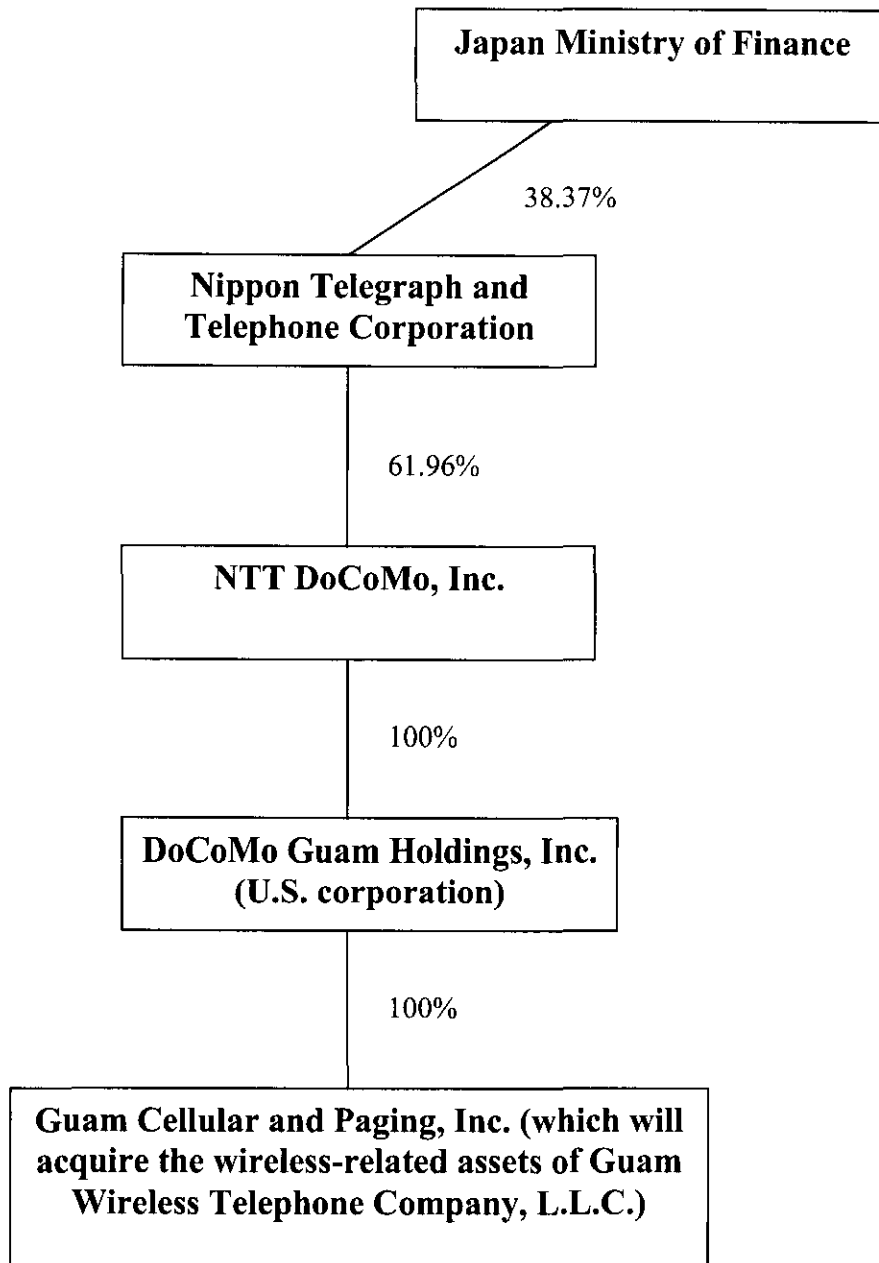 Japan Ministry of Finance
38.37%
Nippon Telegraph and
Telephone Corporation
61.96%
NTT DoCoMo, Inc.
100%
DoCoMo Guam Holdings, Inc.
(U.S. corporation)
100%
Guam Cellular and Paging, Inc. (which will
acquire the wireless-related assets of Guam
Wireless Telephone Company, L.L.C.)